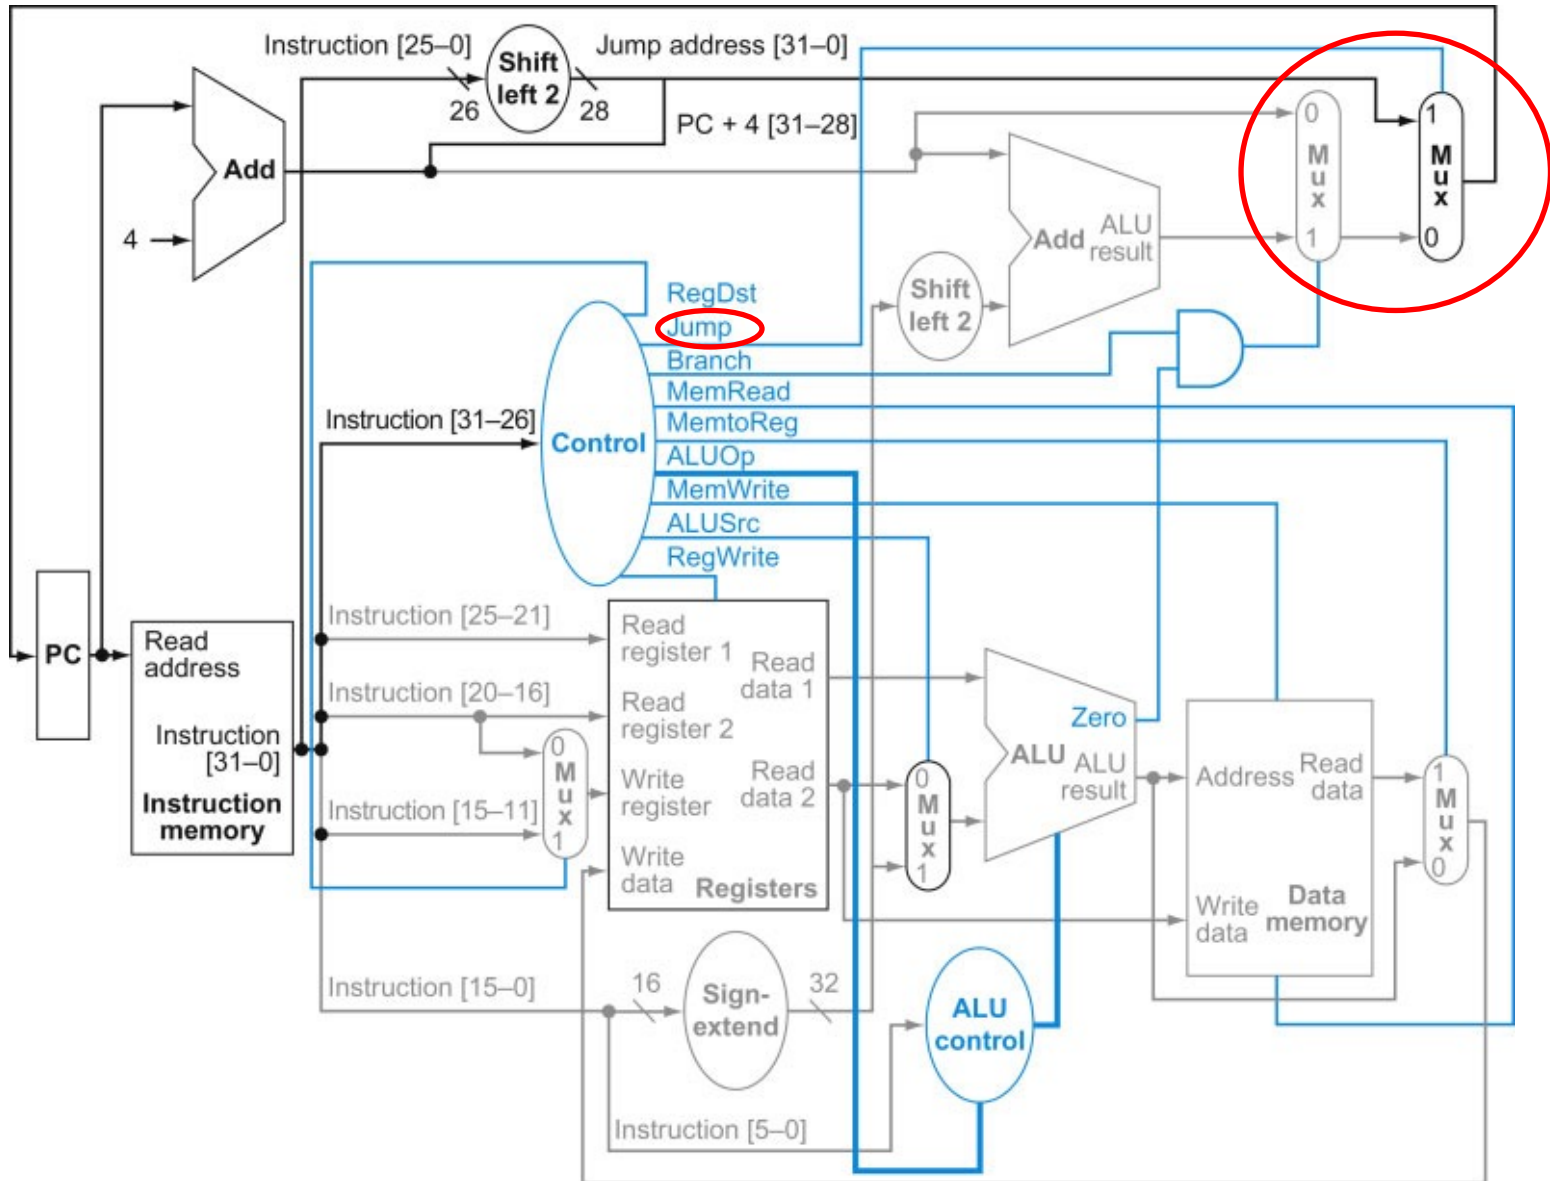 Instruction [25–0]
Shift
left 2
Jump address [31–0]
26
28
PC + 4 [31–28]
Add
4
0
M
u
x
1
1
M
u
x
0
Add
ALU
result
Shift
left 2
RegDst
Jump
Branch
MemRead
MemtoReg
ALUOp
MemWrite
ALUSrc
RegWrite
Instruction [31–26]
Control
PC
Read
address
Instruction
[31–0]
Instruction
memory
Instruction [25–21]
Instruction [20–16]
Instruction [15–11]
0
M
u
x
1
Read
register 1
Read
register 2
Write
register
Write
data
Read
data 1
Read
data 2
Registers
0
M
u
x
1
Zero
ALU
ALU
result
Address
Read
data
Write
data
Data
memory
1
M
u
x
0
Instruction [15–0]
16
Sign-
extend
32
ALU
control
Instruction [5–0]